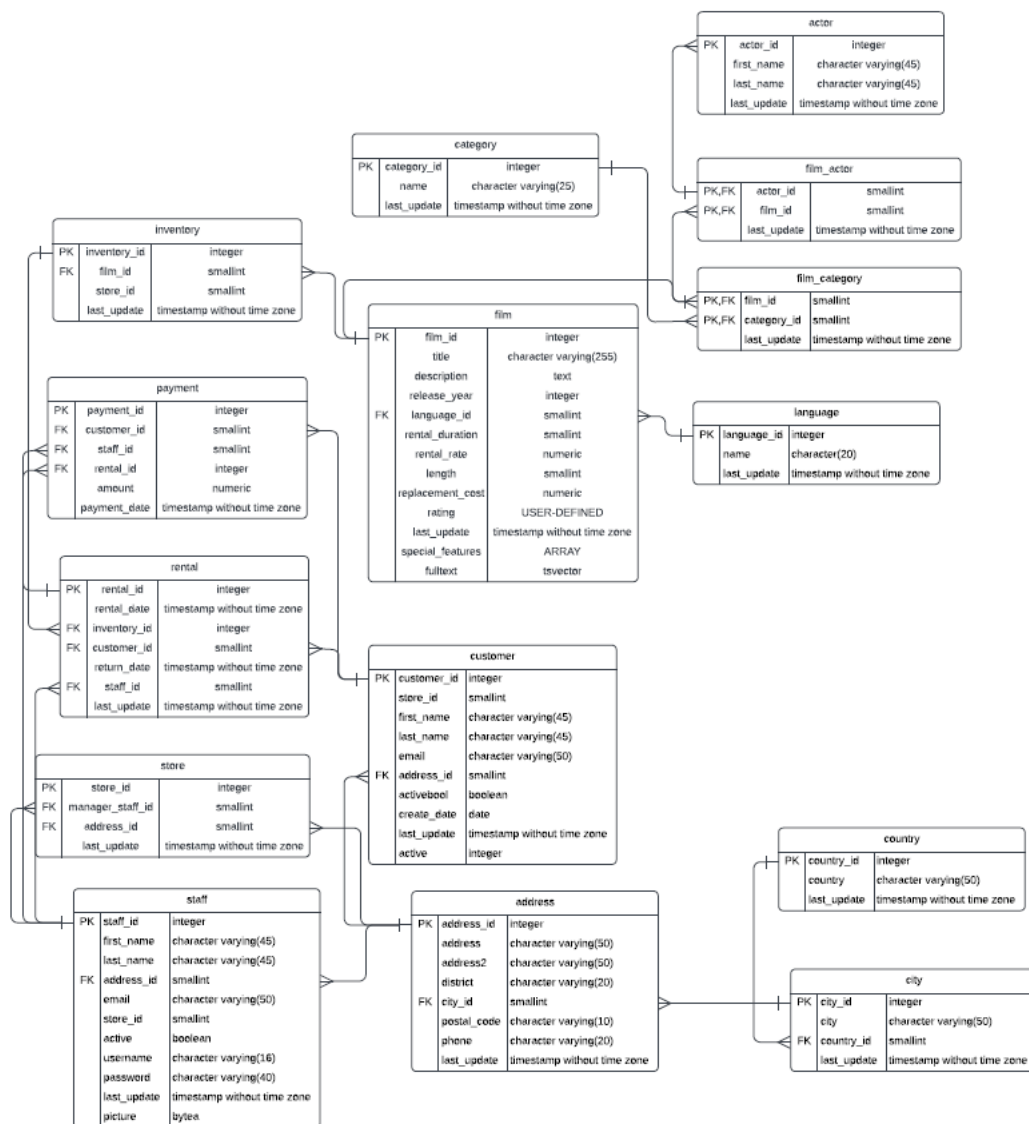 actor
PK actor_id integer
first_name character varying(45)
last_name character varying(45)
last_update timestamp without time zone
category
PK category_id integer
name character varying(25)
last_update timestamp without time zone
film_actor
PK,FK actor_id smallint
PK,FK film_id smallint
last_update timestamp without time zone
inventory
PK inventory_id integer
FK film_id smallint
store_id smallint
last_update timestamp without time zone
film_category
PK,FK film_id smallint
PK,FK category_id smallint
last_update timestamp without time zone
film
PK film_id integer
title character varying(255)
description text
release_year integer
FK language_id smallint
rental_duration smallint
rental_rate numeric
length smallint
replacement_cost numeric
rating USER-DEFINED
last_update timestamp without time zone
special_features ARRAY
fulltext tsvector
payment
PK payment_id integer
FK customer_id smallint
FK staff_id smallint
FK rental_id integer
amount numeric
payment_date timestamp without time zone
language
PK language_id integer
name character(20)
last_update timestamp without time zone
rental
PK rental_id integer
rental_date timestamp without time zone
FK inventory_id integer
FK customer_id smallint
return_date timestamp without time zone
FK staff_id smallint
last_update timestamp without time zone
customer
PK customer_id integer
store_id smallint
first_name character varying(45)
last_name character varying(45)
email character varying(50)
FK address_id smallint
activebool boolean
create_date date
last_update timestamp without time zone
active integer
store
PK store_id integer
FK manager_staff_id smallint
FK address_id smallint
last_update timestamp without time zone
country
PK country_id integer
country character varying(50)
last_update timestamp without time zone
staff
PK staff_id integer
first_name character varying(45)
last_name character varying(45)
FK address_id smallint
email character varying(50)
store_id smallint
active boolean
username character varying(16)
password character varying(40)
last_update timestamp without time zone
picture bytea
address
PK address_id integer
address character varying(50)
address2 character varying(50)
district character varying(20)
FK city_id smallint
postal_code character varying(10)
phone character varying(20)
last_update timestamp without time zone
city
PK city_id integer
city character varying(50)
FK country_id smallint
last_update timestamp without time zone